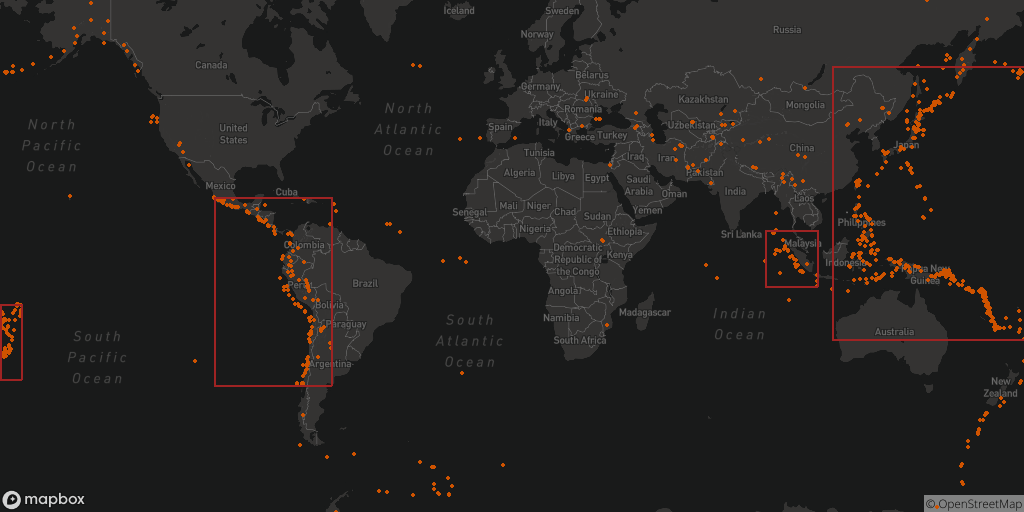 Iceland
Sweden
Russia
Norway
Canada
Belarus
Germany
Ukraine
Kazakhstan
Mongolia
Romania
North
Pacific
Ocean
North
Atlantic
Ocean
United
States
Spain
Italy
Greece
Turkey
Uzbekistan
China
Japan
Tunisia
Iraq
Iran
Algeria
Libya
Egypt
Pakistan
Mexico
Cuba
Saudi
Arabia
Oman
India
Laos
Senegal
Mali
Niger
Chad
Sudan
Yemen
Nigeria
Ethiopia
Sri Lanka
Philippines
Malaysia
Colombia
Democratic
Republic of
the Congo
Kenya
Indonesia
Papua New
Guinea
Peru
Brazil
Angola
Bolivia
Namibia
Madagascar
Indian
Ocean
South
Pacific
Ocean
Paraguay
South
Atlantic
Ocean
South Africa
Australia
Argentina
New
Zealand
mapbox
© OpenStreetMap